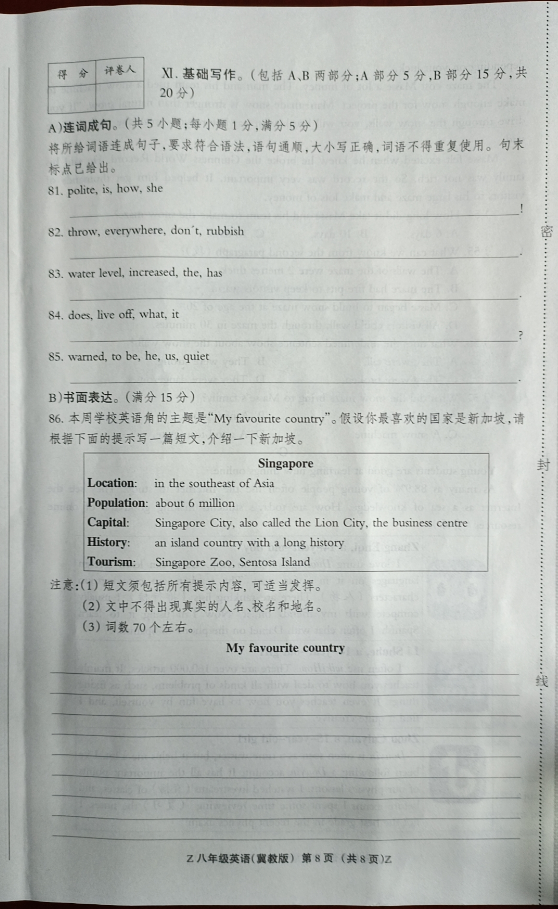 得 分 评卷人
Ⅺ. 基础写作。(包括 A、B 两部分;A 部分 5 分,B 部分 15 分,共
20 分)
A)连词成句。(共 5 小题;每小题 1 分,满分 5 分)
将所给词语连成句子,要求符合语法,语句通顺,大小写正确,词语不得重复使用。句末
标点已给出。
81. polite, is, how, she
!
82. throw, everywhere, don't, rubbish
.
83. water level, increased, the, has
.
84. does, live off, what, it
?
85. warned, to be, he, us, quiet
.
B)书面表达。(满分 15 分)
86. 本周学校英语角的主题是“My favourite country”。假设你最喜欢的国家是新加坡,请
根据下面的提示写一篇短文,介绍一下新加坡。
Singapore
Location: in the southeast of Asia
Population: about 6 million
Capital: Singapore City, also called the Lion City, the business centre
History: an island country with a long history
Tourism: Singapore Zoo, Sentosa Island
注意:(1) 短文须包括所有提示内容, 可适当发挥。
(2) 文中不得出现真实的人名、校名和地名。
(3) 词数 70 个左右。
My favourite country
Z 八年级英语(冀教版) 第 8 页 (共 8 页)Z
密
封
线